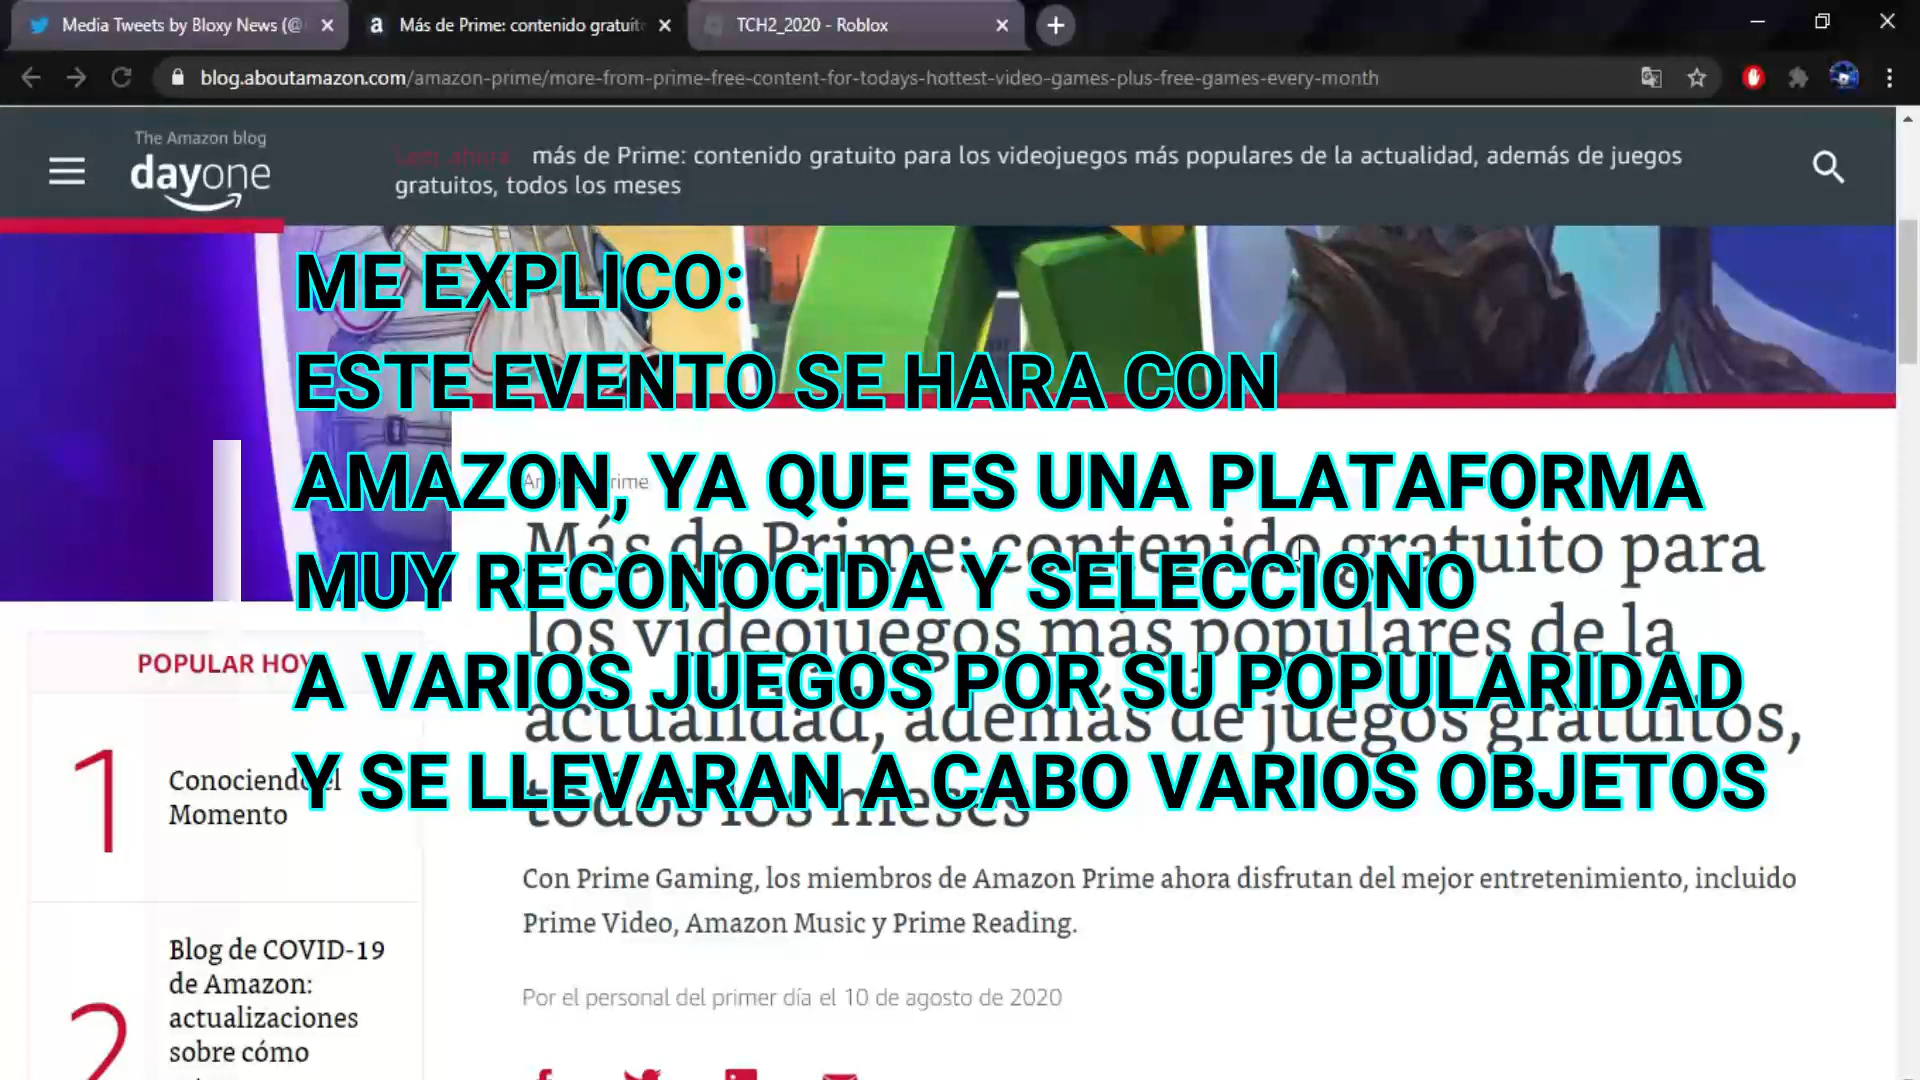 Media Tweets by Bloxy News (@
Más de Prime: contenido gratuit
TCH2_2020 - Roblox
blog.aboutamazon.com/amazon-prime/more-from-prime-free-content-for-todays-hottest-video-games-plus-free-games-every-month
The Amazon blog
dayone
Leer ahora más de Prime: contenido gratuito para los videojuegos más populares de la actualidad, además de juegos
gratuitos, todos los meses
ME EXPLICO:
ESTE EVENTO SE HARA CON
AMAZON, YA QUE ES UNA PLATAFORMA
MUY RECONOCIDA Y SELECCIONO
A VARIOS JUEGOS POR SU POPULARIDAD
Y SE LLEVARAN A CABO VARIOS OBJETOS
Más de Prime: contenido gratuito para
los videojuegos más populares de la
actualidad, además de juegos gratuitos,
todos los meses
Con Prime Gaming, los miembros de Amazon Prime ahora disfrutan del mejor entretenimiento, incluido
Prime Video, Amazon Music y Prime Reading.
Por el personal del primer día el 10 de agosto de 2020
POPULAR HOY
1
Conociendo el
Momento
2
Blog de COVID-19
de Amazon:
actualizaciones
sobre cómo